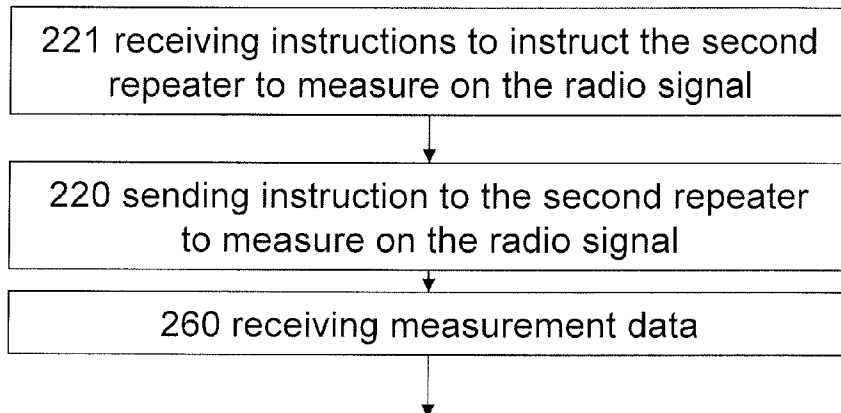 221 receiving instructions to instruct the second
repeater to measure on the radio signal
220 sending instruction to the second repeater
to measure on the radio signal
260 receiving measurement data